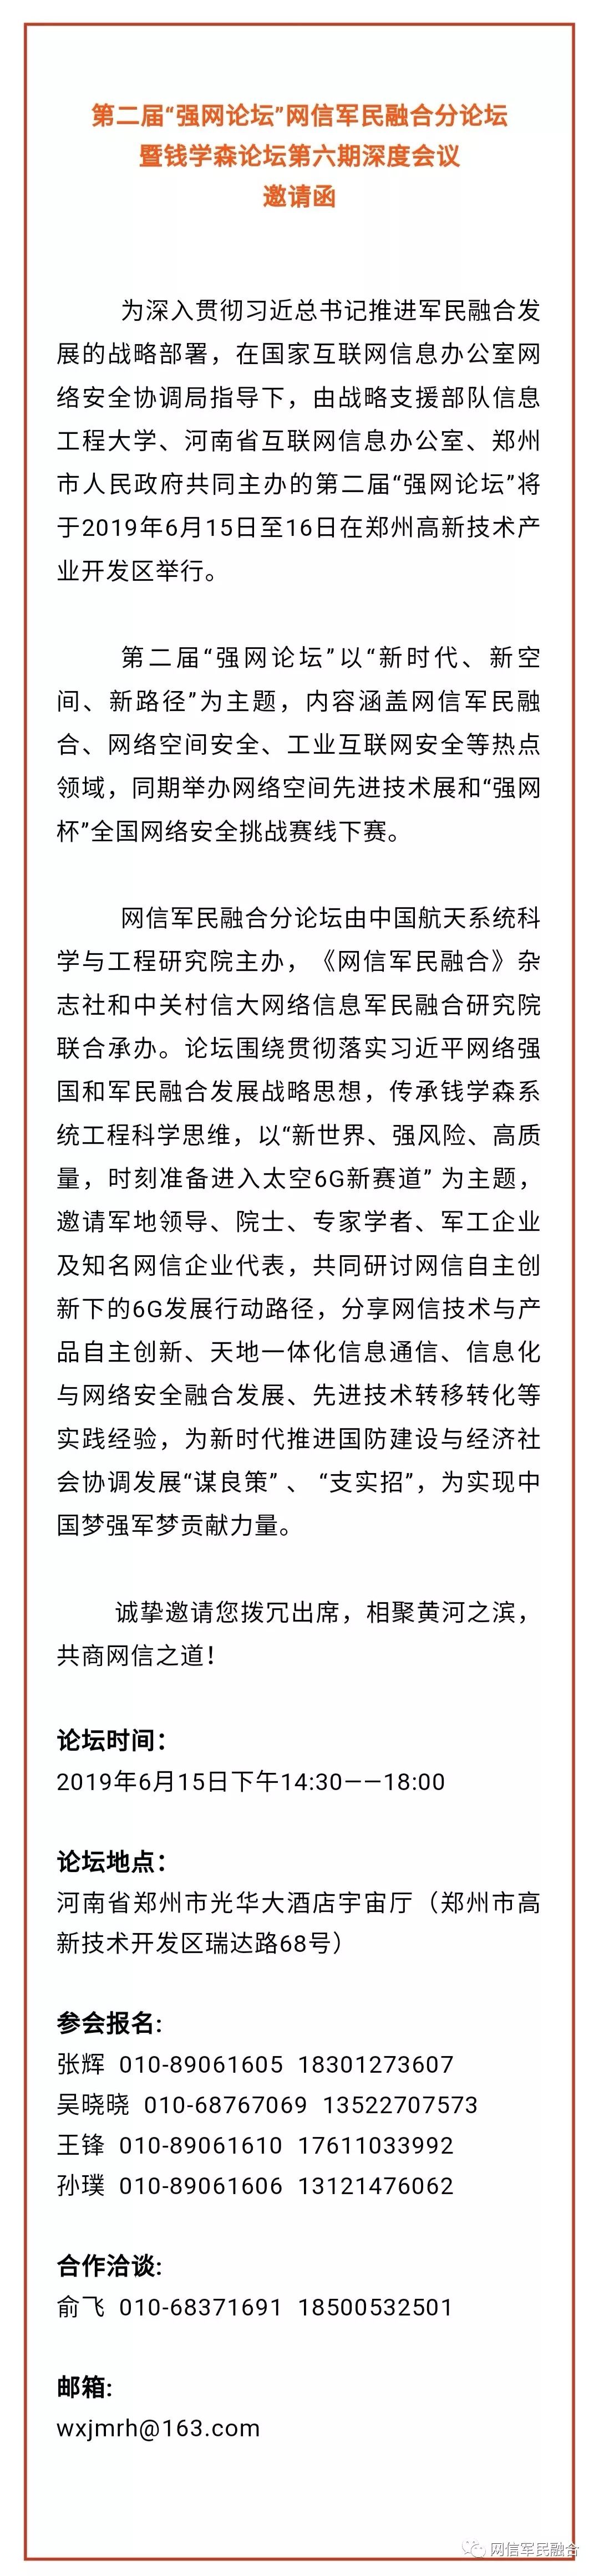 第二届“强网论坛”网信军民融合分论坛
暨钱学森论坛第六期深度会议
邀请函
为深入贯彻习近总书记推进军民融合发
展的战略部署，在国家互联网信息办公室网
络安全协调局指导下，由战略支援部队信息
工程大学、河南省互联网信息办公室、郑州
市人民政府共同主办的第二届“强网论坛”将
于2019年6月15日至16日在郑州高新技术产
业开发区举行。
第二届“强网论坛”以“新时代、新空
间、新路径”为主题，内容涵盖网信军民融
合、网络空间安全、工业互联网安全等热点
领域，同期举办网络空间先进技术展和“强网
杯”全国网络安全挑战赛线下赛。
网信军民融合分论坛由中国航天系统科
学与工程研究院主办，《网信军民融合》杂
志社和中关村信大网络信息军民融合研究院
联合承办。论坛围绕贯彻落实习近平网络强
国和军民融合发展战略思想，传承钱学森系
统工程科学思维，以“新世界、强风险、高质
量，时刻准备进入太空6G新赛道” 为主题，
邀请军地领导、院士、专家学者、军工企业
及知名网信企业代表，共同研讨网信自主创
新下的6G发展行动路径，分享网信技术与产
品自主创新、天地一体化信息通信、信息化
与网络安全融合发展、先进技术转移转化等
实践经验，为新时代推进国防建设与经济社
会协调发展“谋良策” 、 “支实招”，为实现中
国梦强军梦贡献力量。
诚挚邀请您拨冗出席，相聚黄河之滨，
共商网信之道！
论坛时间：
2019年6月15日下午14:30——18:00
论坛地点：
河南省郑州市光华大酒店宇宙厅（郑州市高
新技术开发区瑞达路68号）
参会报名:
张辉 010-89061605 18301273607
吴晓晓 010-68767069 13522707573
王锋 010-89061610 17611033992
孙璞 010-89061606 13121476062
合作洽谈:
俞飞 010-68371691 18500532501
邮箱:
wxjmrh@163.com
网信军民融合